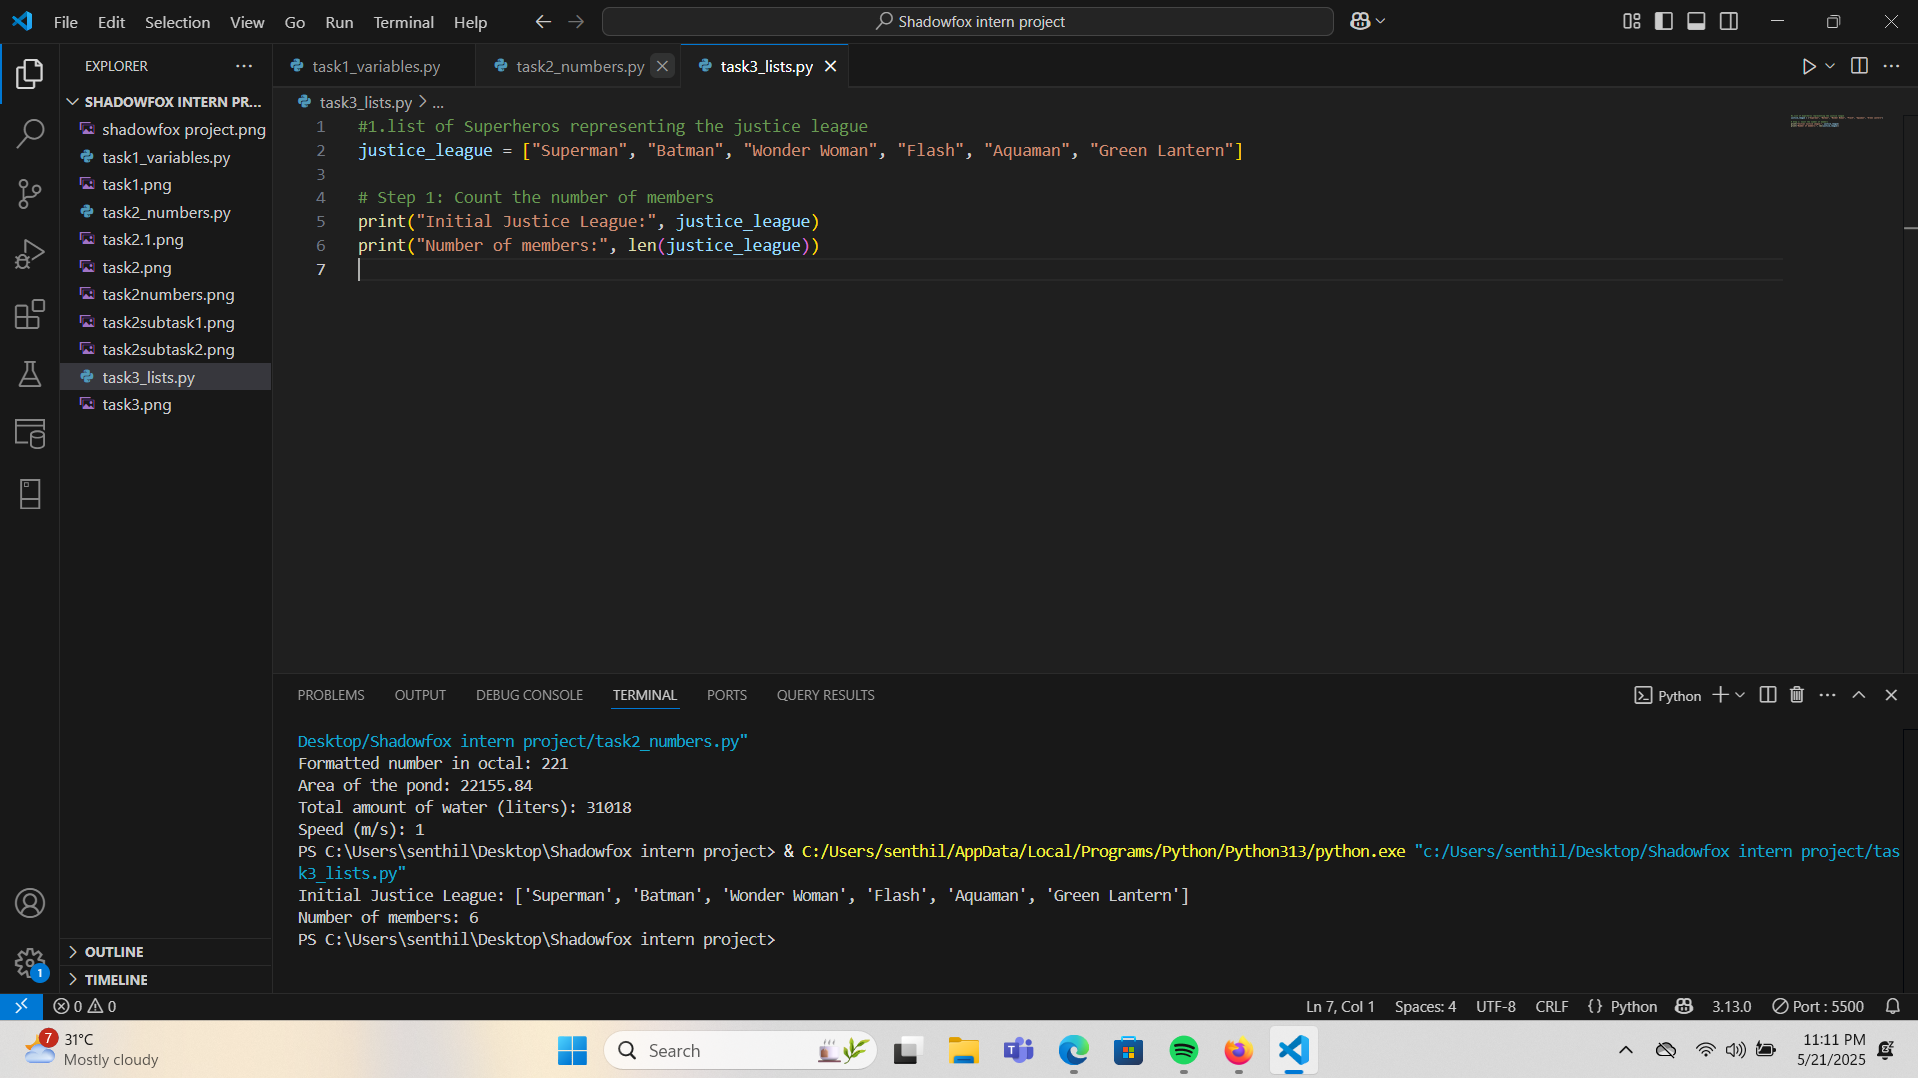 File Edit Selection View Go Run Terminal Help
Shadowfox intern project
EXPLORER
task1_variables.py
task2_numbers.py
task3_lists.py
SHADOWFOX INTERN PR...
shadowfox project.png
task1_variables.py
task1.png
task2_numbers.py
task2.1.png
task2.png
task2numbers.png
task2subtask1.png
task2subtask2.png
task3_lists.py
task3.png
OUTLINE
TIMELINE
task3_lists.py > ...
1 #1.list of Superheros representing the justice league
2 justice_league = ["Superman", "Batman", "Wonder Woman", "Flash", "Aquaman", "Green Lantern"]
3
4 # Step 1: Count the number of members
5 print("Initial Justice League:", justice_league)
6 print("Number of members:", len(justice_league))
7
PROBLEMS OUTPUT DEBUG CONSOLE TERMINAL PORTS QUERY RESULTS
Python
Desktop/Shadowfox intern project/task2_numbers.py"
Formatted number in octal: 221
Area of the pond: 22155.84
Total amount of water (liters): 31018
Speed (m/s): 1
PS C:\Users\senthil\Desktop\Shadowfox intern project> & C:/Users/senthil/AppData/Local/Programs/Python/Python313/python.exe "c:/Users/senthil/Desktop/Shadowfox intern project/tas
k3_lists.py"
Initial Justice League: ['Superman', 'Batman', 'Wonder Woman', 'Flash', 'Aquaman', 'Green Lantern']
Number of members: 6
PS C:\Users\senthil\Desktop\Shadowfox intern project>
1
0 0
Ln 7, Col 1 Spaces: 4 UTF-8 CRLF {} Python 3.13.0 Port : 5500
7
31°C
Mostly cloudy
Search
11:11 PM
5/21/2025